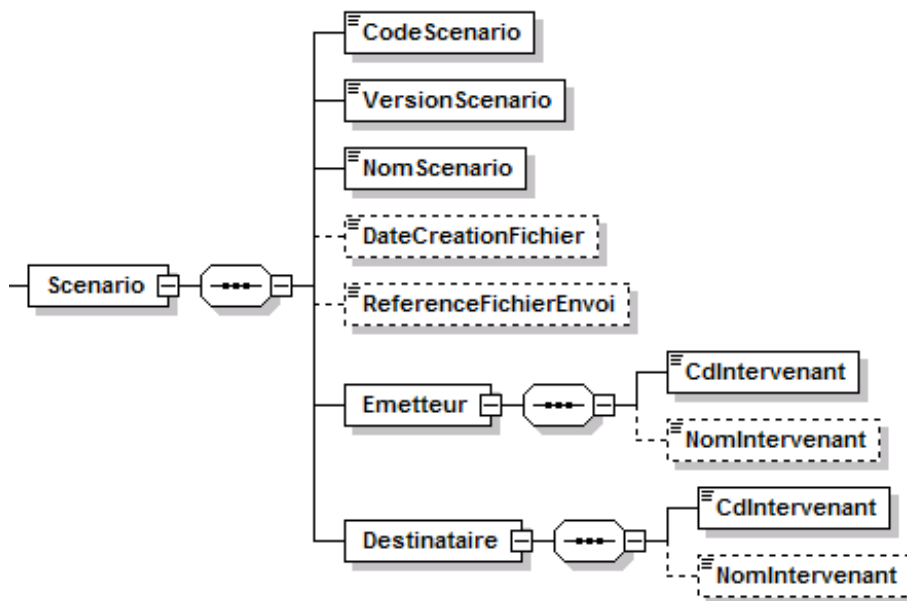 CodeScenario
VersionScenario
NomScenario
DateCreationFichier
Scenario
ReferenceFichierEnvoi
CdIntervenant
Emetteur
NomIntervenant
CdIntervenant
Destinataire
NomIntervenant